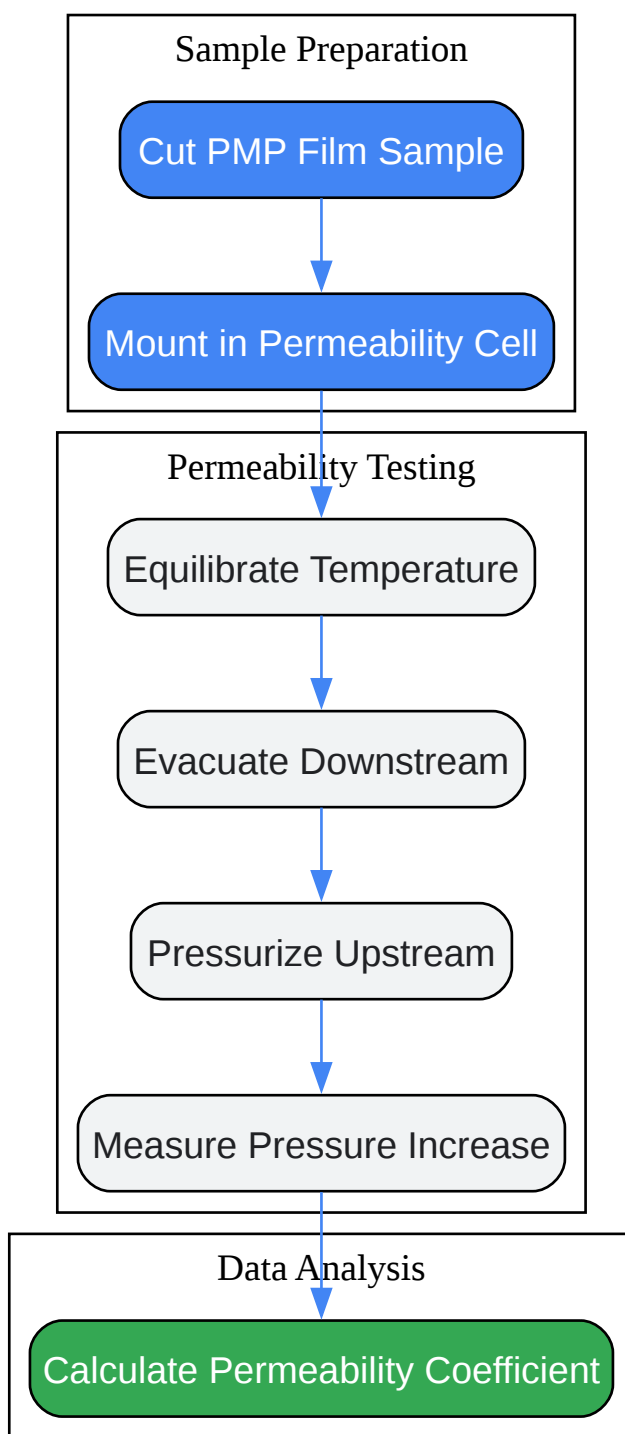 Sample Preparation
Cut PMP Film Sample
Mount in Permeability Cell
Permeability Testing
Equilibrate Temperature
Evacuate Downstream
Pressurize Upstream
Measure Pressure Increase
Data Analysis
Calculate Permeability Coefficient